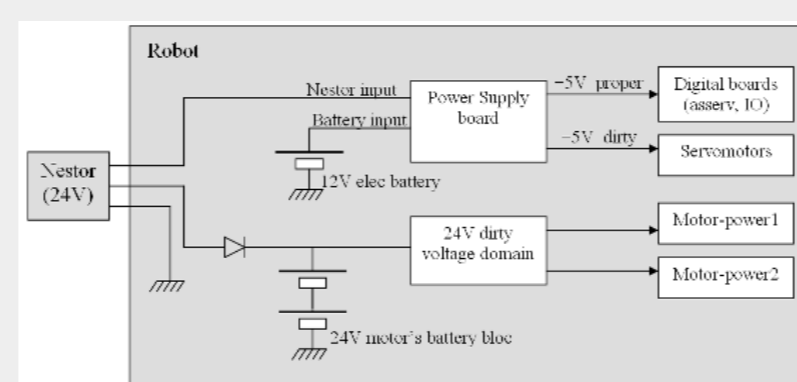 Robot
Nestor input
Battery input
Power Supply
board
–5V proper
–5V dirty
Digital boards
(asserv, IO)
Servomotors
Nestor
(24V)
12V elec battery
24V dirty
voltage domain
Motor-power1
Motor-power2
24V motor's battery bloc